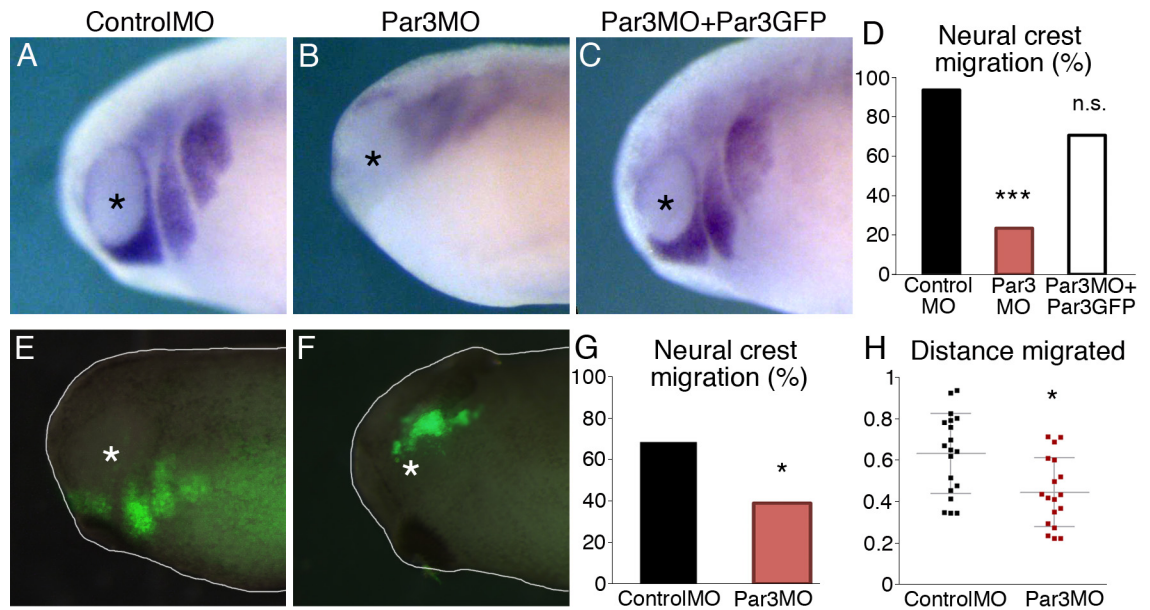 ControlMO
Par3MO
Par3MO+Par3GFP
A
*
B
*
C
*
D
Neural crest
migration (%)
100
80
60
40
20
0
n.s.
***
Control
MO
Par3
MO
Par3MO+
Par3GFP
E
*
F
*
G
Neural crest
migration (%)
100
80
60
40
20
0
*
ControlMO
Par3MO
H
Distance migrated
1
0.8
0.6
0.4
0.2
0
*
ControlMO
Par3MO